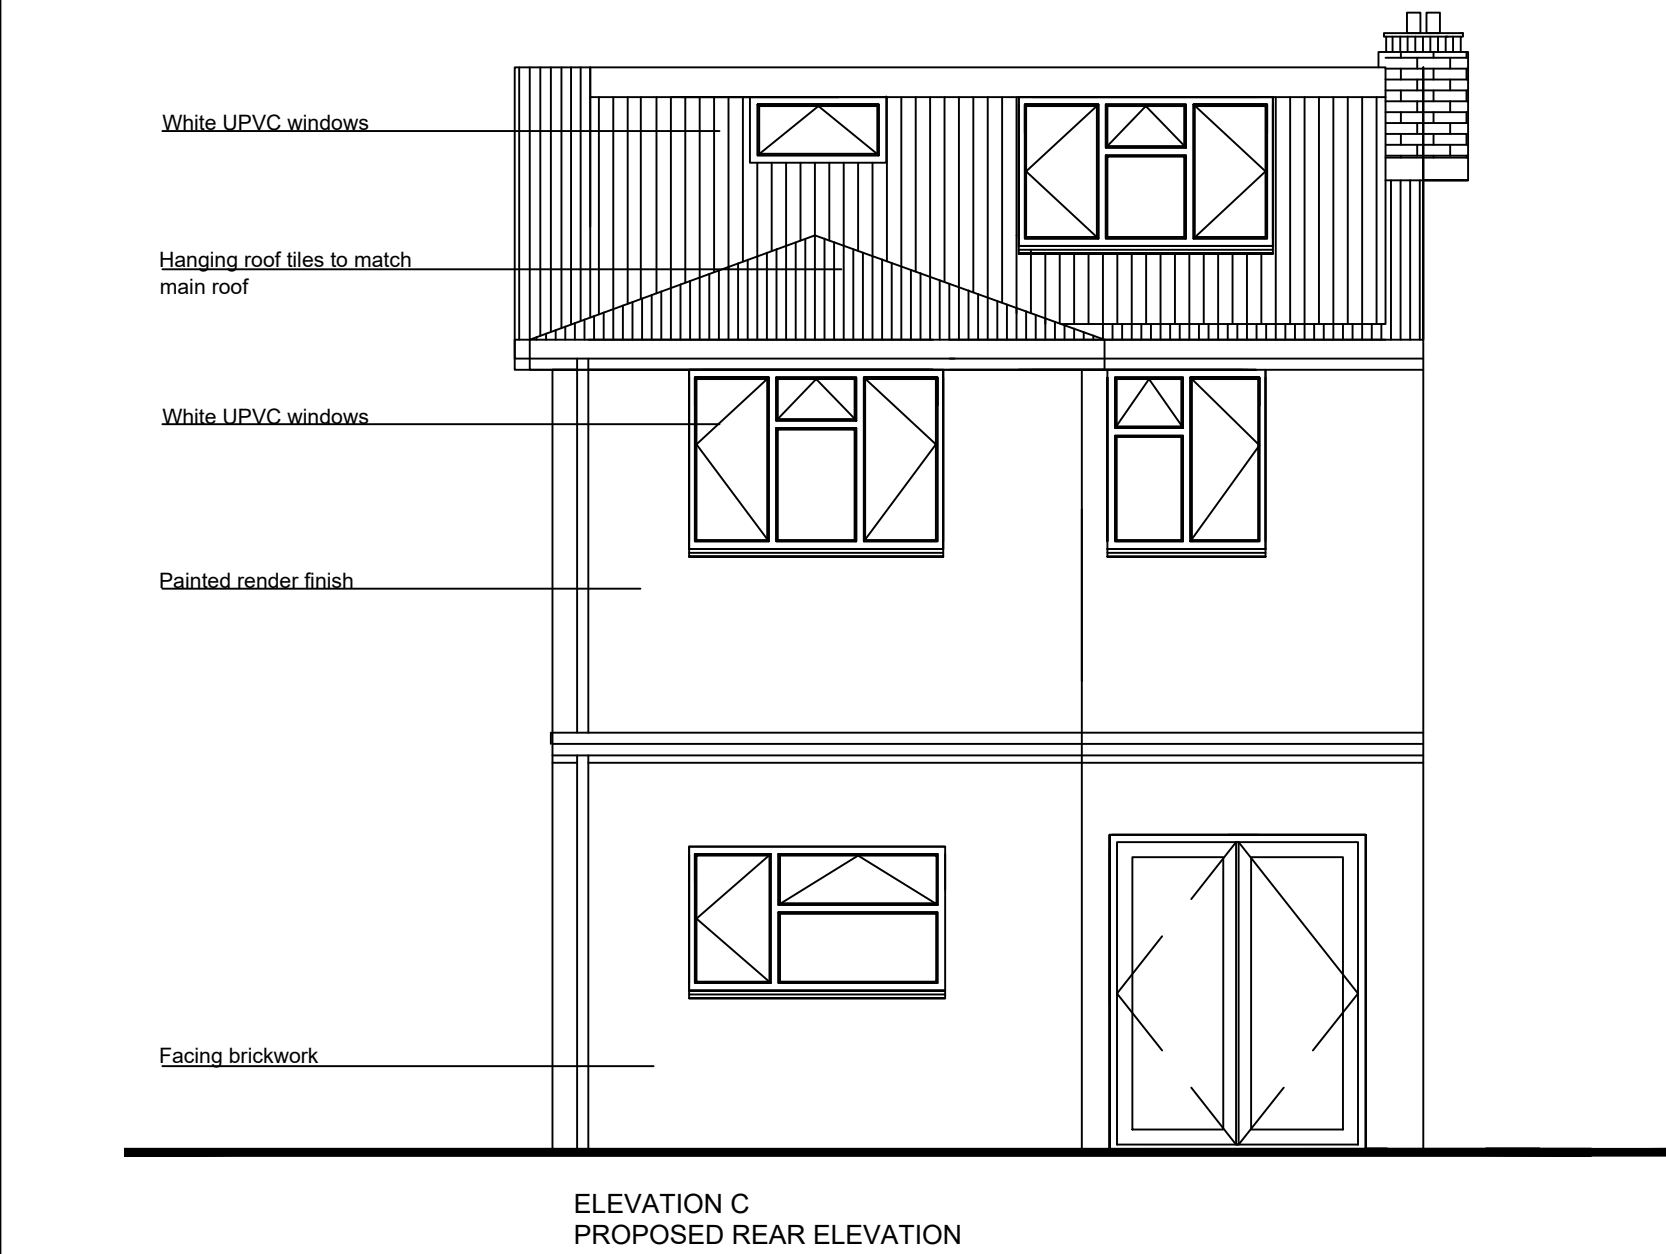 White UPVC windows
Hanging roof tiles to match
main roof
White UPVC windows
Painted render finish
Facing brickwork
ELEVATION C
PROPOSED REAR ELEVATION